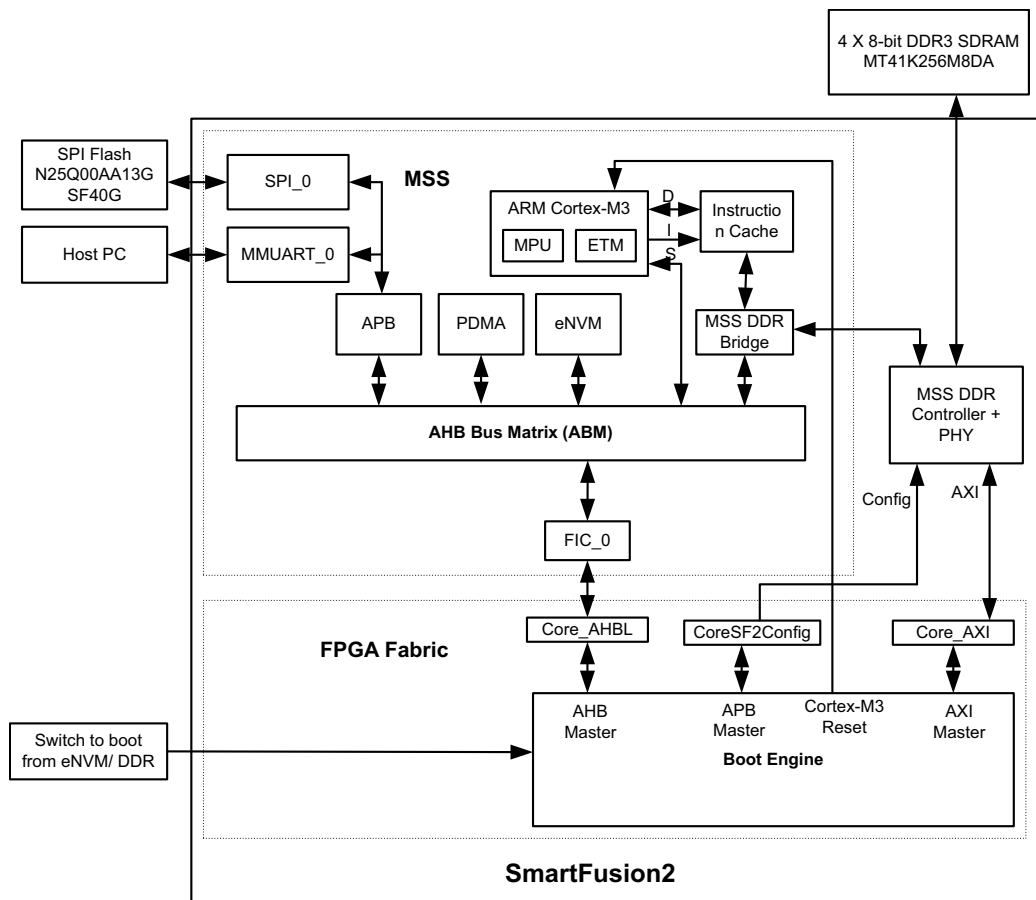 4 X 8-bit DDR3 SDRAM
MT41K256M8DA
SPI Flash
N25Q00AA13G
SF40G
SPI_0
MSS
ARM Cortex-M3
MPU
ETM
D
I
S
Instructio
n Cache
Host PC
MMUART_0
APB
PDMA
eNVM
MSS DDR
Bridge
MSS DDR
Controller +
PHY
AHB Bus Matrix (ABM)
Config
AXI
FIC_0
FPGA Fabric
Core_AHBL
CoreSF2Config
Core_AXI
AHB
Master
APB
Master
Cortex-M3
Reset
AXI
Master
Boot Engine
Switch to boot
from eNVM/ DDR
SmartFusion2